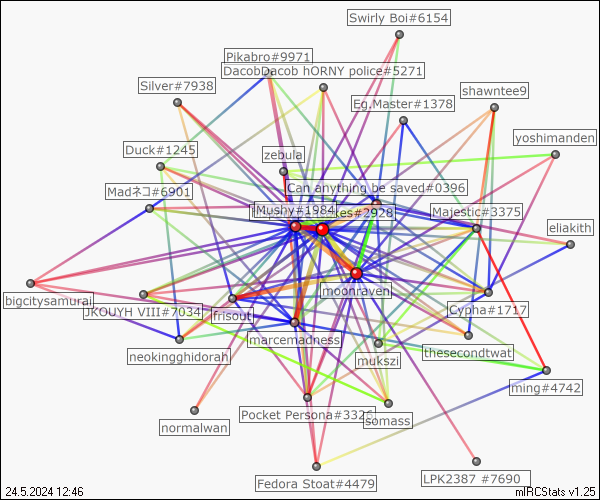 Swirly Boi#6154
Pikabro#9971
DacobDacob hORNY police#5271
Silver#7938
shawntee9
Eg.Master#1378
yoshimanden
Duck#1245
zebula
Madネコ#6901
Can anything be saved#0396
Mushy#1984
kes#2928
Majestic#3375
eliakith
moonraven
bigcitysamurai
JKOUYH VIII#7034
frisout
Cypha#1717
marcemadness
neokingghidorah
mukszi
thesecondtwat
ming#4742
Pocket Persona#3326
somass
normalwan
Fedora Stoat#4479
LPK2387 #7690
24.5.2024 12:46
mIRCStats v1.25